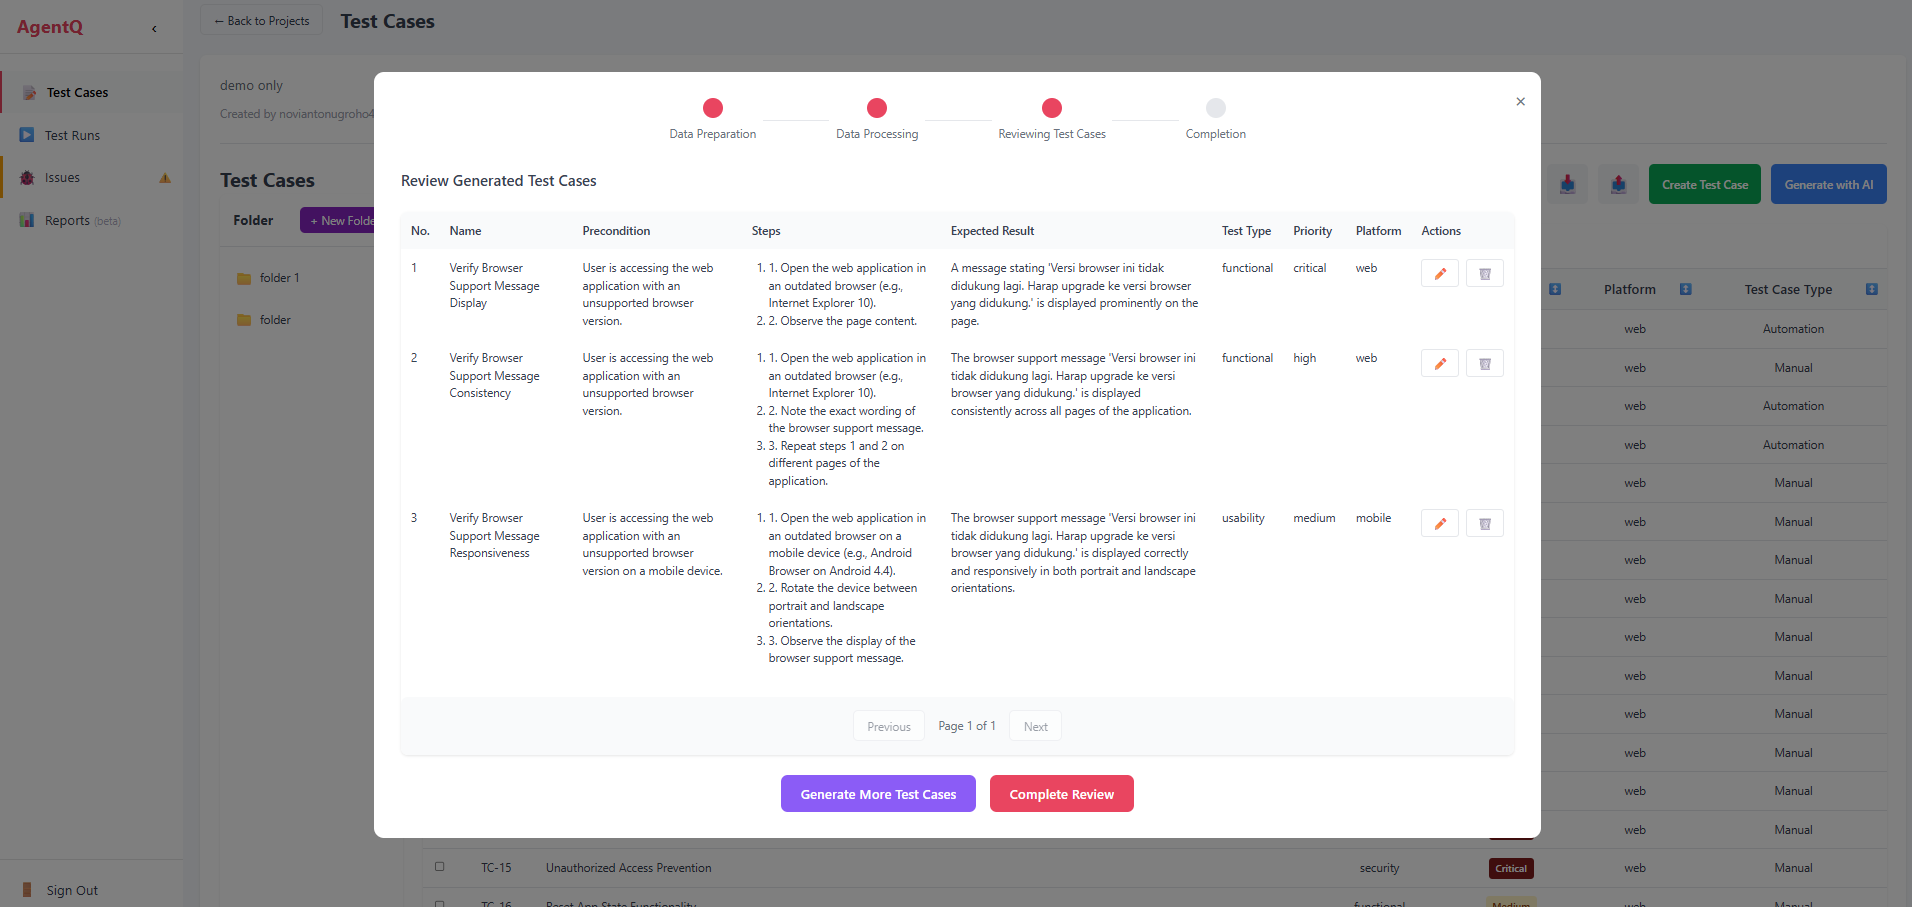 AgentQ
‹
← Back to Projects
Test Cases
Test Cases
Test Runs
Issues
Reports (beta)
Sign Out
demo only
Created by noviantonugroho4
Test Cases
Folder
+ New Folde
folder 1
folder
Create Test Case
Generate with AI
Data Preparation
Data Processing
Reviewing Test Cases
Completion
×
Review Generated Test Cases
No. Name Precondition Steps Expected Result Test Type Priority Platform Actions
1
Verify Browser
Support Message
Display
User is accessing the web
application with an
unsupported browser
version.
1. 1. Open the web application in
an outdated browser (e.g.,
Internet Explorer 10).
2. 2. Observe the page content.
A message stating 'Versi browser ini tidak
didukung lagi. Harap upgrade ke versi browser
yang didukung.' is displayed prominently on the
page.
functional
critical
web
2
Verify Browser
Support Message
Consistency
User is accessing the web
application with an
unsupported browser
version.
1. 1. Open the web application in
an outdated browser (e.g.,
Internet Explorer 10).
2. 2. Note the exact wording of
the browser support message.
3. 3. Repeat steps 1 and 2 on
different pages of the
application.
The browser support message 'Versi browser ini
tidak didukung lagi. Harap upgrade ke versi
browser yang didukung.' is displayed
consistently across all pages of the application.
functional
high
web
3
Verify Browser
Support Message
Responsiveness
User is accessing the web
application with an
unsupported browser
version on a mobile device.
1. 1. Open the web application in
an outdated browser on a
mobile device (e.g., Android
Browser on Android 4.4).
2. 2. Rotate the device between
portrait and landscape
orientations.
3. 3. Observe the display of the
browser support message.
The browser support message 'Versi browser ini
tidak didukung lagi. Harap upgrade ke versi
browser yang didukung.' is displayed correctly
and responsively in both portrait and landscape
orientations.
usability
medium
mobile
Previous
Page 1 of 1
Next
Generate More Test Cases
Complete Review
Platform Test Case Type
web Automation
web Manual
web Automation
web Automation
web Manual
web Manual
web Manual
web Manual
web Manual
web Manual
web Manual
web Manual
web Manual
web Manual
TC-15 Unauthorized Access Prevention security Critical web Manual
TC-16 Reset App State Functionality functional Medium web Manual